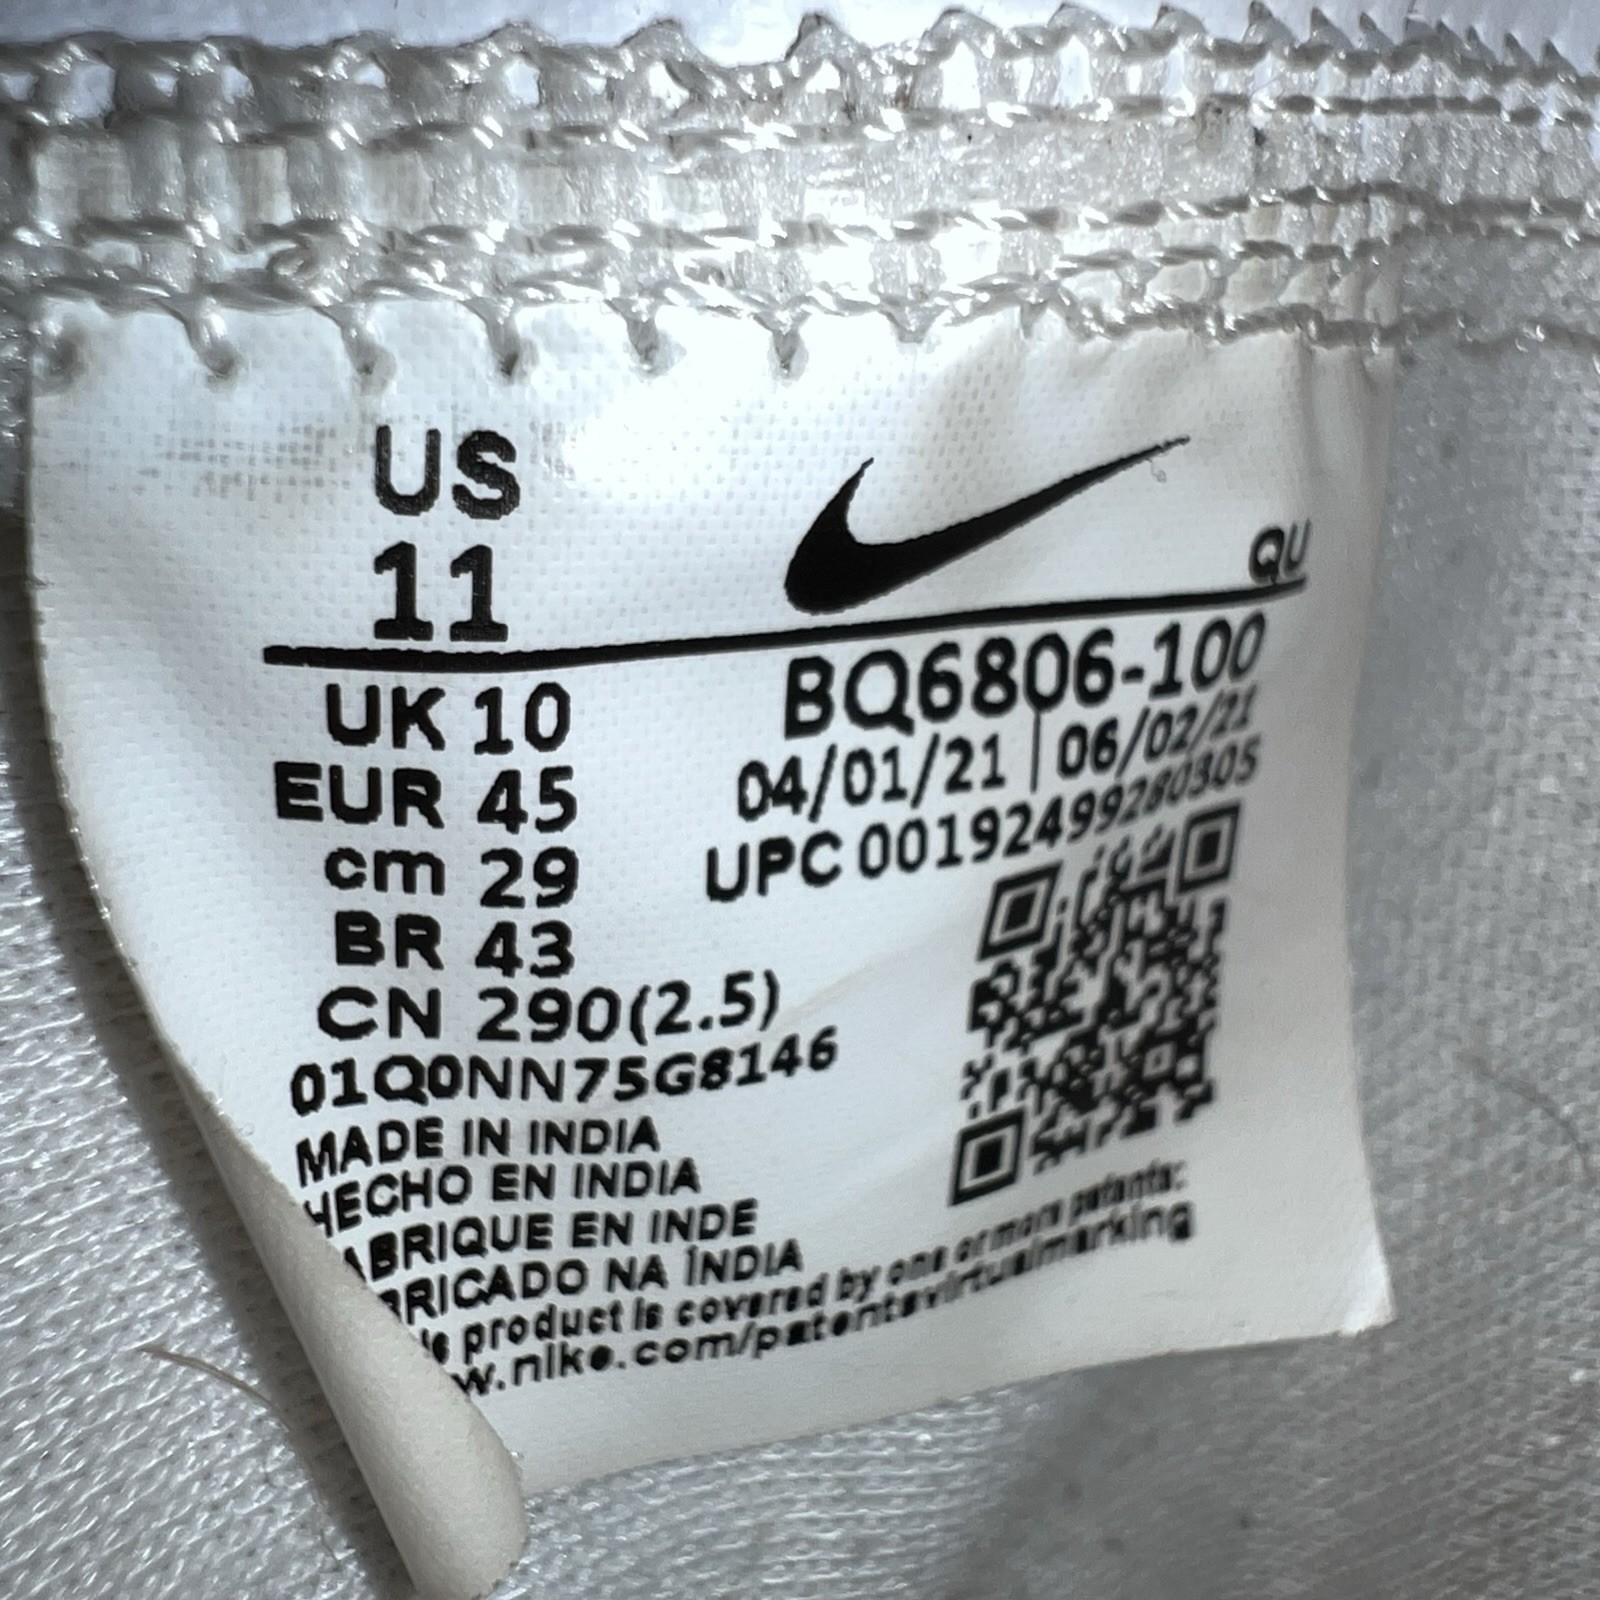 US
11
QU
UK 10
EUR 45
cm 29
BR 43
CN 290(2.5)
BQ6806-100
04/01/21 | 06/02/21
UPC 00192499280305
01Q0NN75G8146
MADE IN INDIA
HECHO EN INDIA
ABRIQUE EN INDE
BRICADO NA ÍNDIA
is product is covered by one or more patents:
w.nike.com/patentsvirtualmarking